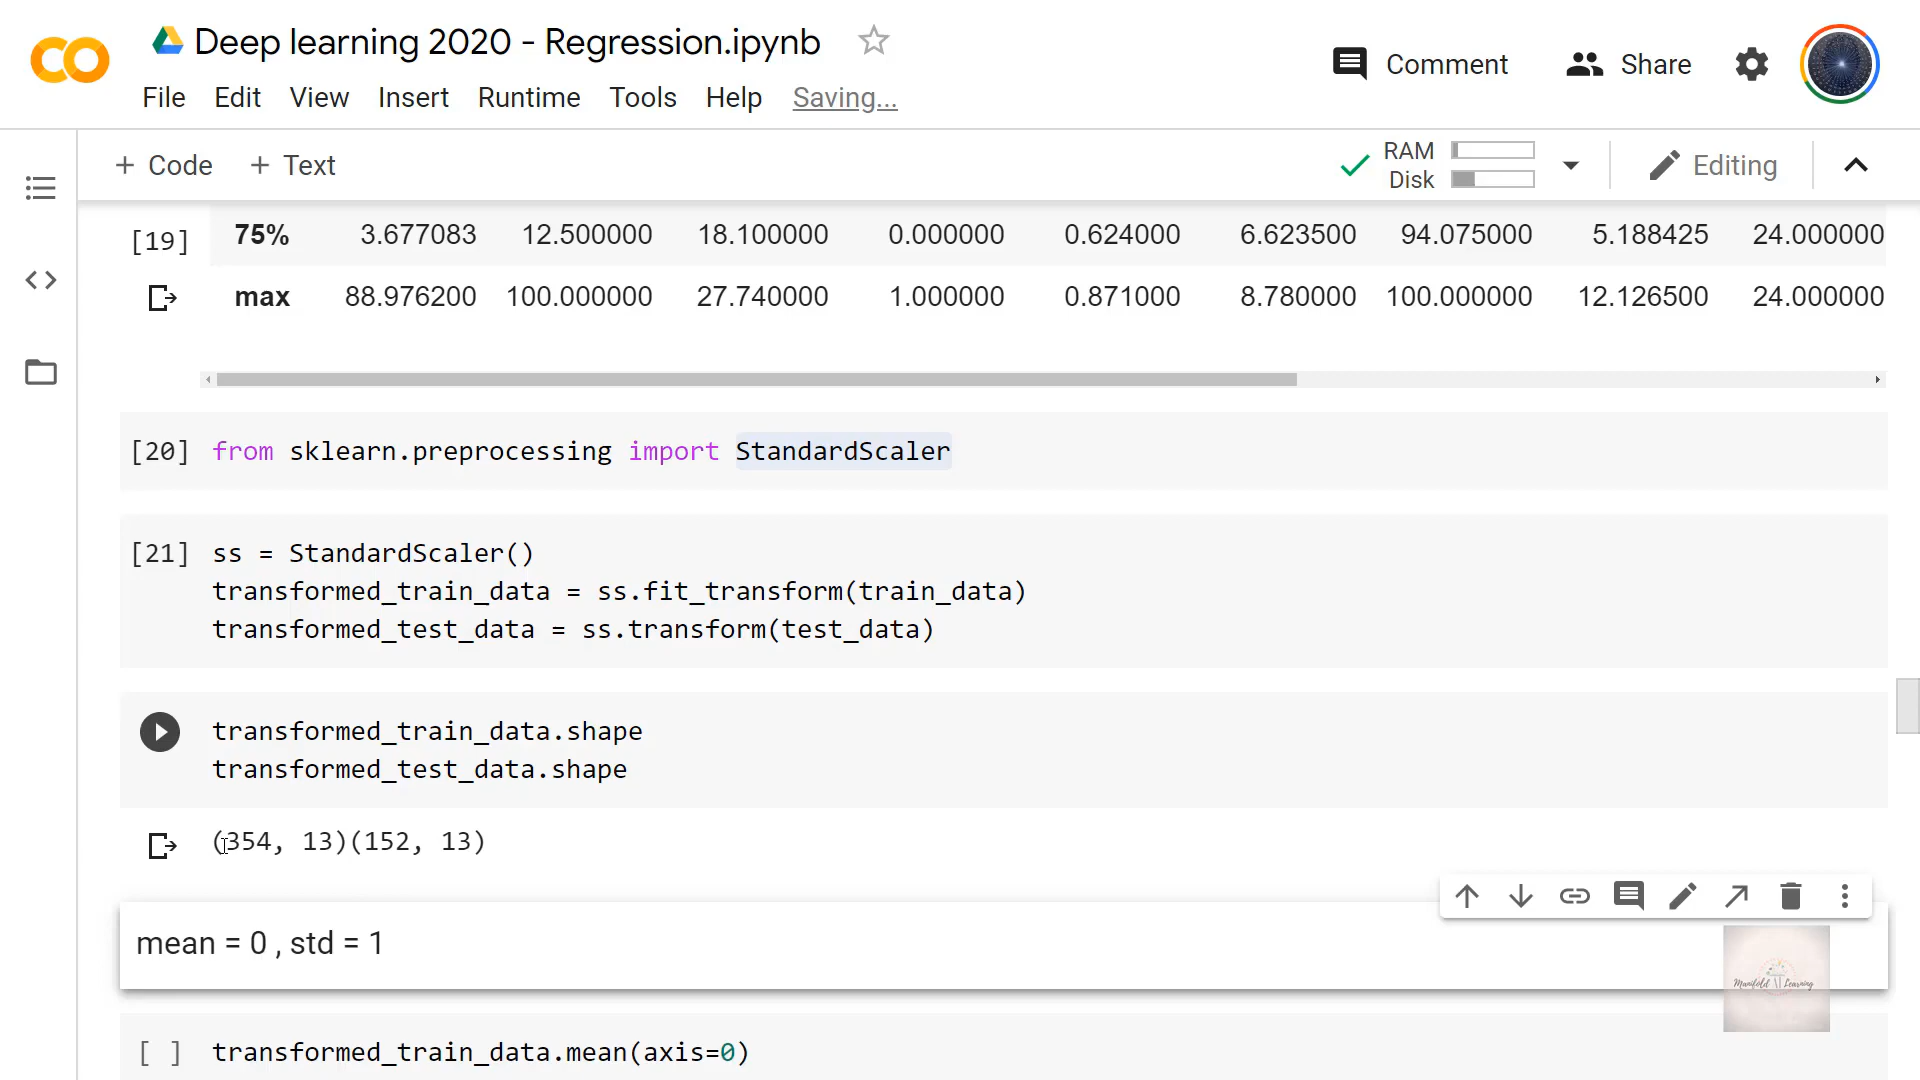 Deep learning 2020 - Regression.ipynb
Comment Share
File Edit View Insert Runtime Tools Help Saving...
+ Code + Text RAM Disk Editing
[19] 75% 3.677083 12.500000 18.100000 0.000000 0.624000 6.623500 94.075000 5.188425 24.000000
max 88.976200 100.000000 27.740000 1.000000 0.871000 8.780000 100.000000 12.126500 24.000000
[20] from sklearn.preprocessing import StandardScaler
[21] ss = StandardScaler()
transformed_train_data = ss.fit_transform(train_data)
transformed_test_data = ss.transform(test_data)
transformed_train_data.shape
transformed_test_data.shape
(354, 13)(152, 13)
mean = 0 , std = 1
Manifold Learning
[ ] transformed_train_data.mean(axis=0)